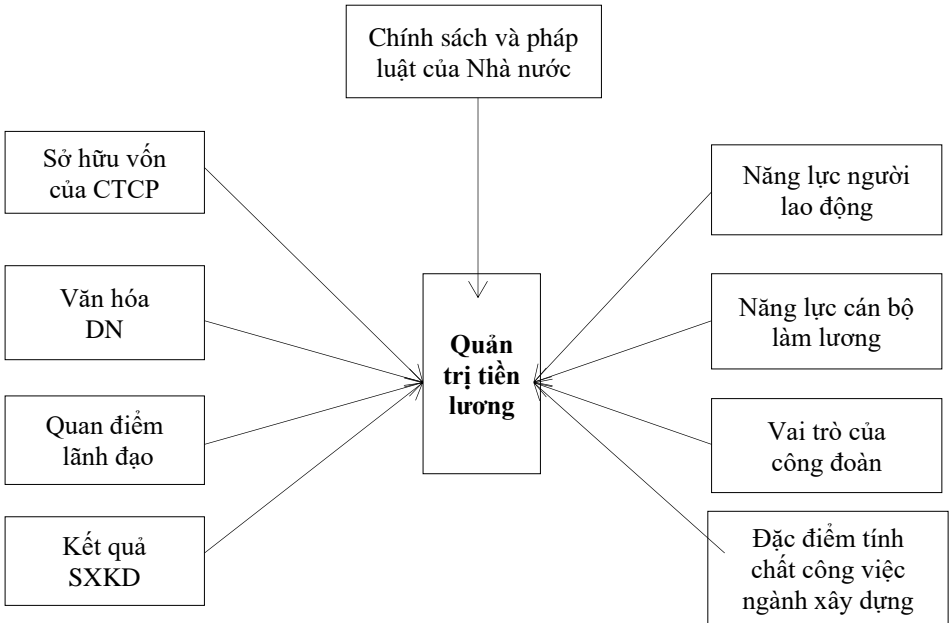 Chính sách và pháp
luật của Nhà nước
Sở hữu vốn
của CTCP
Văn hóa
DN
Quan điểm
lãnh đạo
Kết quả
SXKD
Quản
trị tiền
lương
Năng lực người
lao động
Năng lực cán bộ
làm lương
Vai trò của
công đoàn
Đặc điểm tính
chất công việc
ngành xây dựng